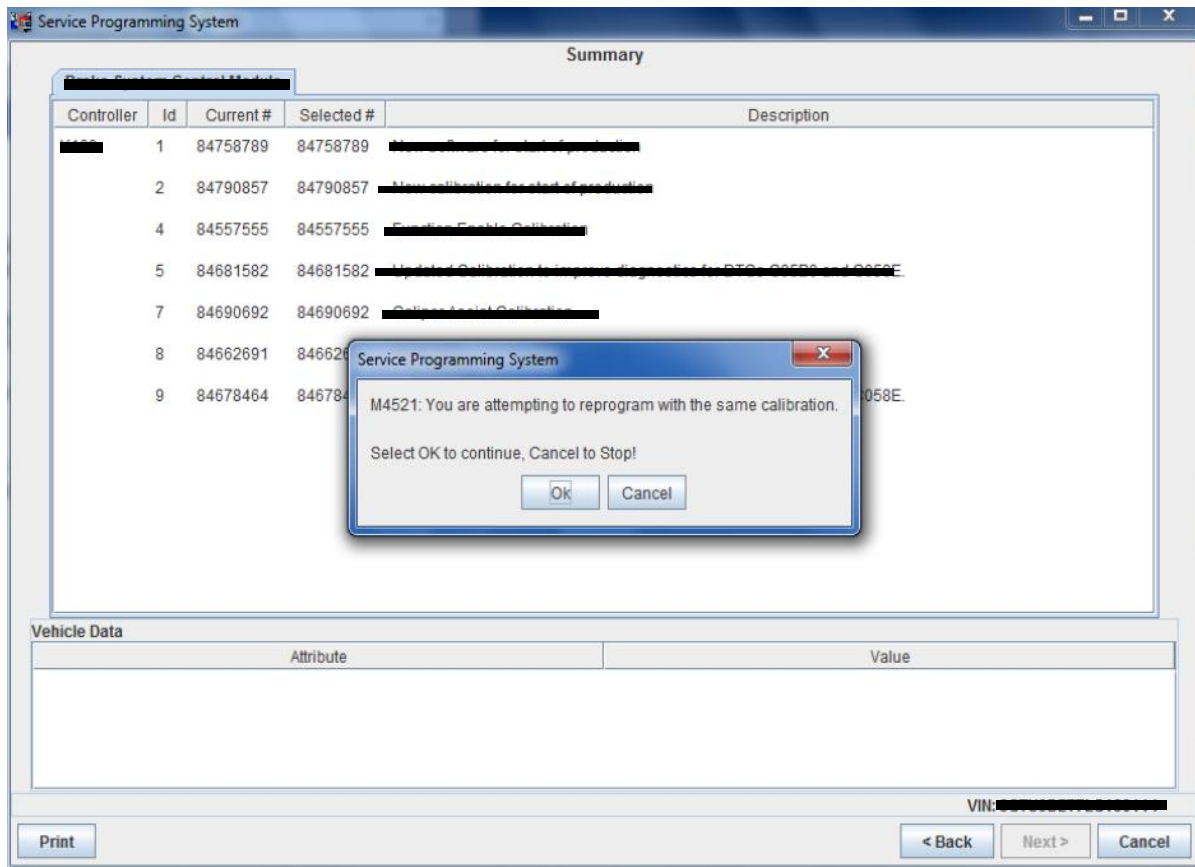 Service Programming System
Summary
Controller Id Current # Selected # Description
1 84758789 84758789
2 84790857 84790857
4 84557555 84557555
5 84681582 84681582
7 84690692 84690692
8 84662691
9 84678464 058E.
Service Programming System
M4521: You are attempting to reprogram with the same calibration.
Select OK to continue, Cancel to Stop!
Ok Cancel
Vehicle Data
Attribute Value
VIN:
Print < Back Next > Cancel